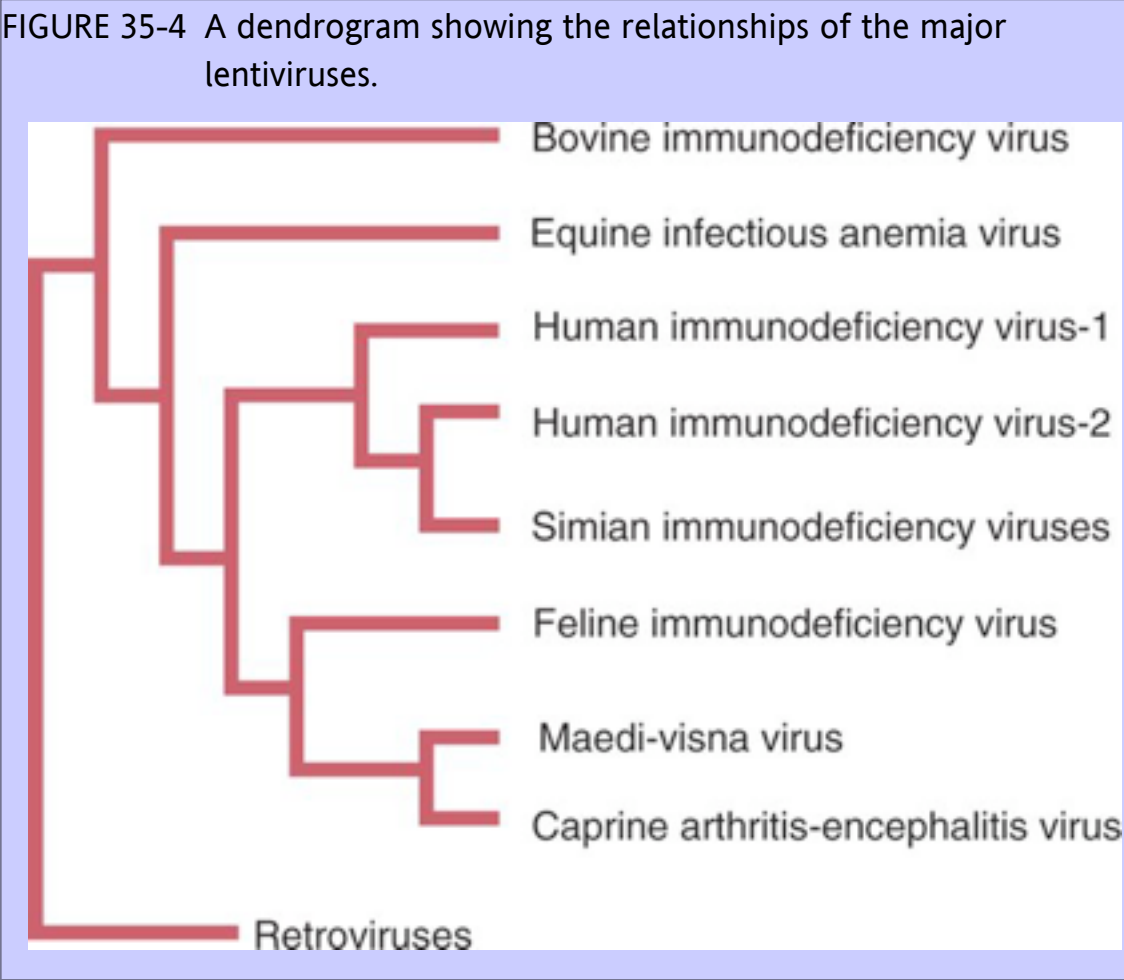 FIGURE 35-4 A dendrogram showing the relationships of the major
lentiviruses.
Bovine immunodeficiency virus
Equine infectious anemia virus
Human immunodeficiency virus-1
Human immunodeficiency virus-2
Simian immunodeficiency viruses
Feline immunodeficiency virus
Maedi-visna virus
Caprine arthritis-encephalitis virus
Retroviruses